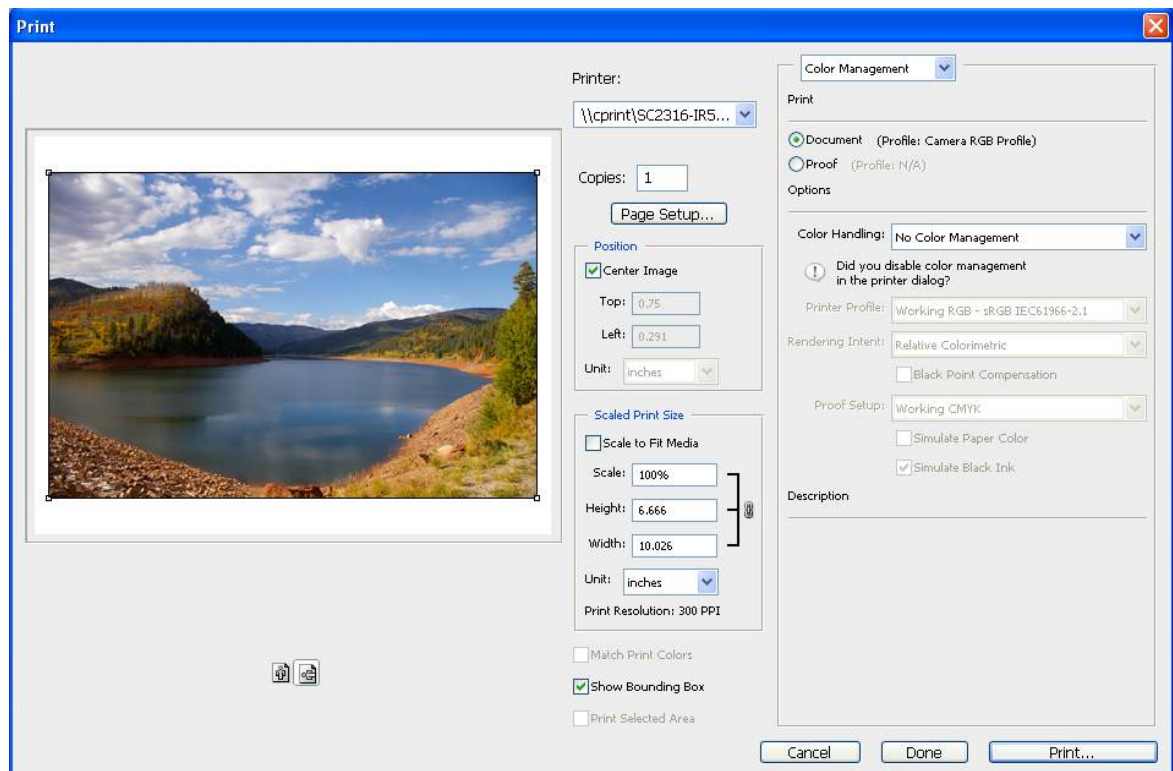 Print
Printer:
\\cprint\SC2316-IR5...
Copies: 1
Page Setup...
Position
Center Image
Top: 0.75
Left: 0.291
Unit: inches
Scaled Print Size
Scale to Fit Media
Scale: 100%
Height: 6.666
Width: 10.026
Unit: inches
Print Resolution: 300 PPI
Match Print Colors
Show Bounding Box
Print Selected Area
Color Management
Print
Document (Profile: Camera RGB Profile)
Proof (Profile: N/A)
Options
Color Handling: No Color Management
Did you disable color management
in the printer dialog?
Printer Profile: Working RGB - sRGB IEC61966-2.1
Rendering Intent: Relative Colorimetric
Black Point Compensation
Proof Setup: Working CMYK
Simulate Paper Color
Simulate Black Ink
Description
Cancel
Done
Print...